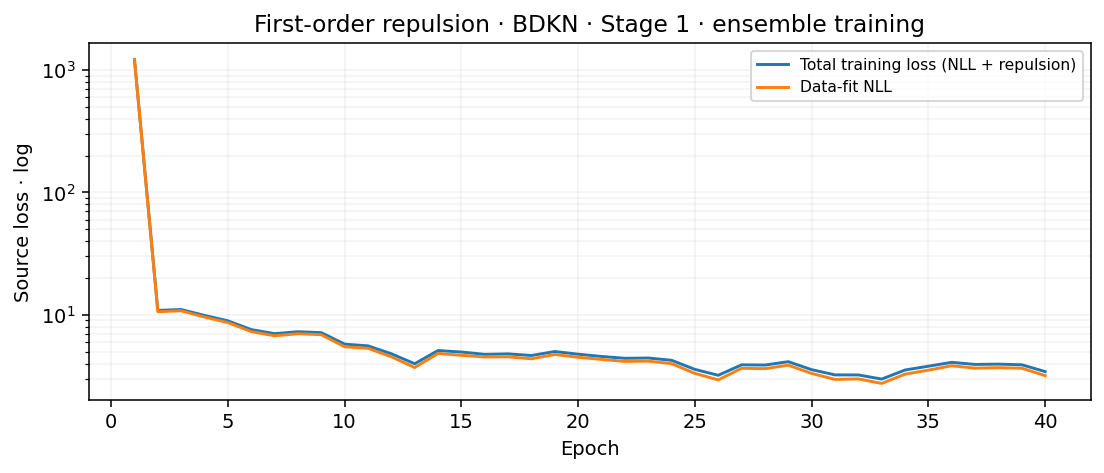 First-order repulsion · BDKN · Stage 1 · ensemble training
Total training loss (NLL + repulsion)
Data-fit NLL
Source loss · log
10³
10²
10¹
0 5 10 15 20 25 30 35 40
Epoch